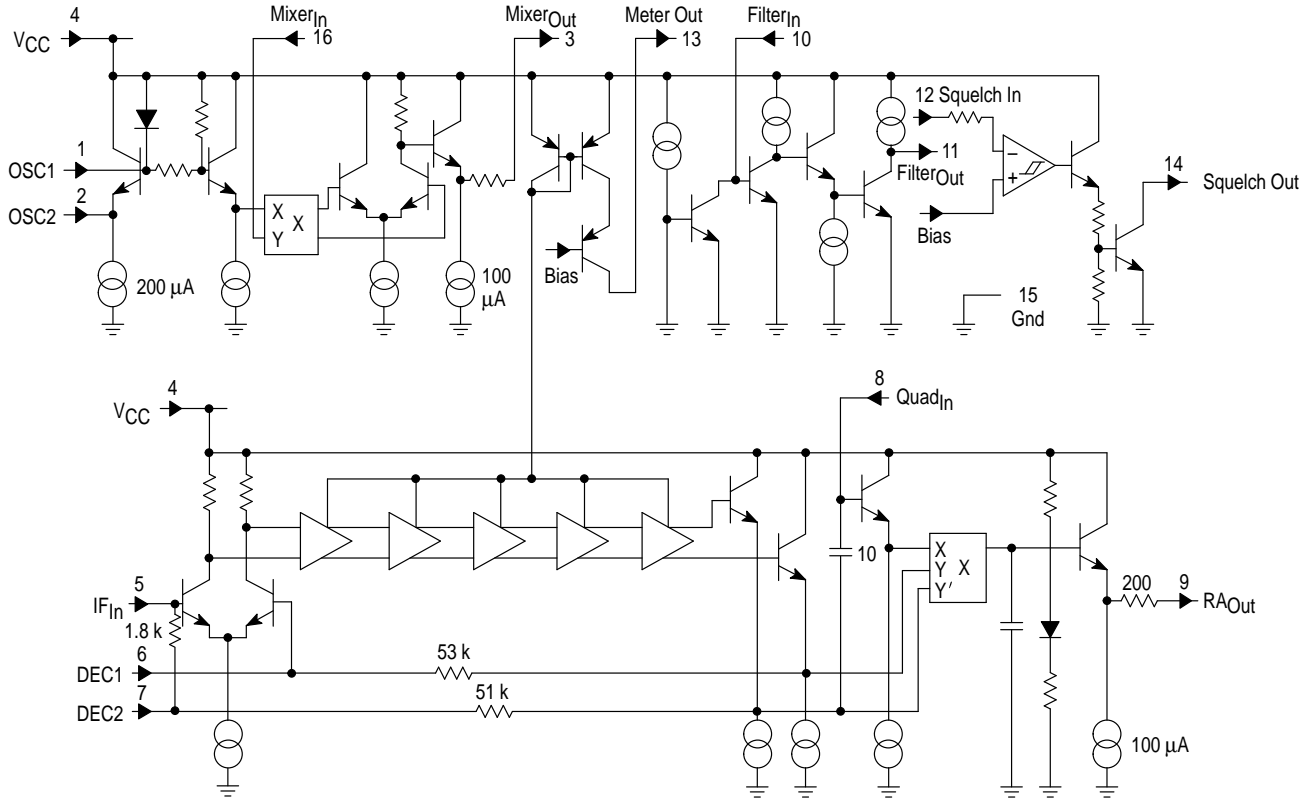 4
VCC
MixerIn
16
MixerOut
3
Meter Out
13
FilterIn
10
12 Squelch In
1
OSC1
2
OSC2
X
Y
X
−
+
11
FilterOut
14
Squelch Out
Bias
Bias
200 µA
100
µA
15
Gnd
4
VCC
8
QuadIn
10
X
Y
Y′
X
5
IFIn
1.8 k
200
9
RAOut
6
DEC1
53 k
7
DEC2
51 k
100 µA